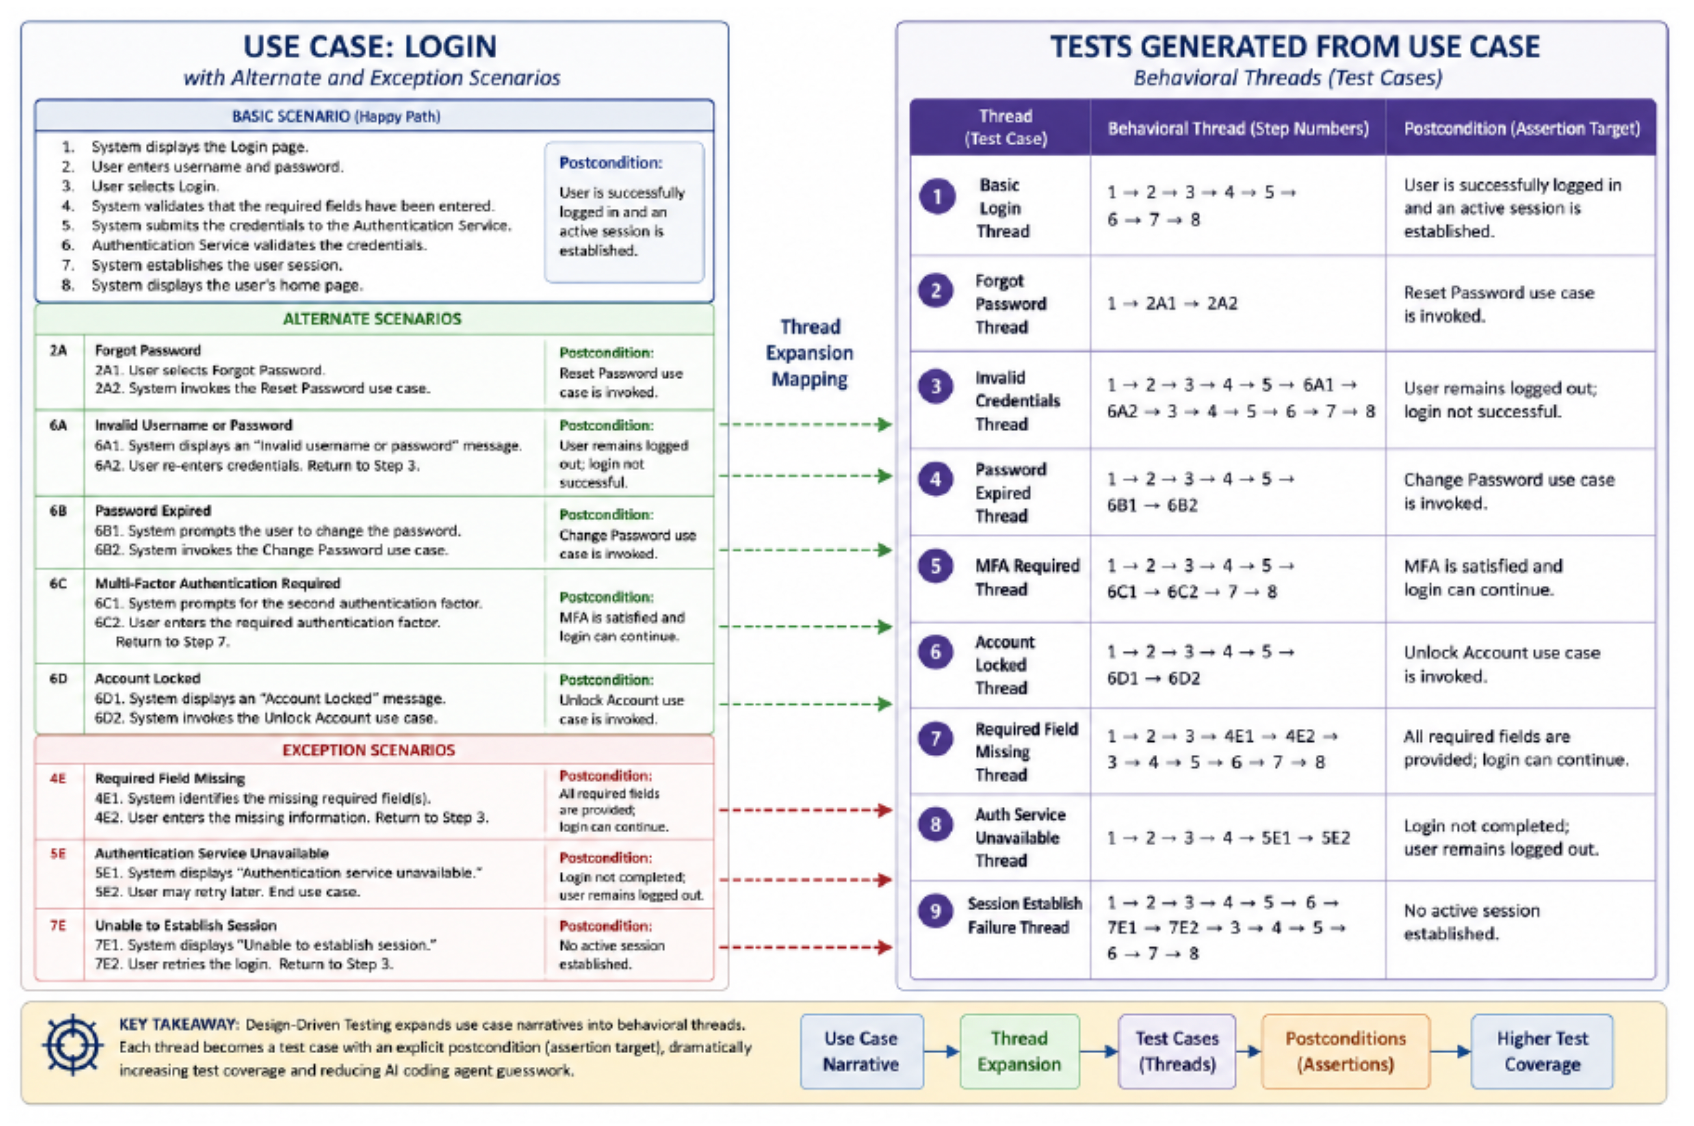 USE CASE: LOGIN
with Alternate and Exception Scenarios
BASIC SCENARIO (Happy Path)
1. System displays the Login page.
2. User enters username and password.
3. User selects Login.
4. System validates that the required fields have been entered.
5. System submits the credentials to the Authentication Service.
6. Authentication Service validates the credentials.
7. System establishes the user session.
8. System displays the user's home page.
Postcondition:
User is successfully
logged in and an
active session is
established.
ALTERNATE SCENARIOS
2A Forgot Password
2A1. User selects Forgot Password.
2A2. System invokes the Reset Password use case.
Postcondition:
Reset Password use
case is invoked.
6A Invalid Username or Password
6A1. System displays an "Invalid username or password" message.
6A2. User re-enters credentials. Return to Step 3.
Postcondition:
User remains logged
out; login not
successful.
6B Password Expired
6B1. System prompts the user to change the password.
6B2. System invokes the Change Password use case.
Postcondition:
Change Password use
case is invoked.
6C Multi-Factor Authentication Required
6C1. System prompts for the second authentication factor.
6C2. User enters the required authentication factor.
Return to Step 7.
Postcondition:
MFA is satisfied and
login can continue.
6D Account Locked
6D1. System displays an "Account Locked" message.
6D2. System invokes the Unlock Account use case.
Postcondition:
Unlock Account use
case is invoked.
EXCEPTION SCENARIOS
4E Required Field Missing
4E1. System identifies the missing required field(s).
4E2. User enters the missing information. Return to Step 3.
Postcondition:
All required fields
are provided;
login can continue.
5E Authentication Service Unavailable
5E1. System displays "Authentication service unavailable."
5E2. User may retry later. End use case.
Postcondition:
Login not completed;
user remains logged out.
7E Unable to Establish Session
7E1. System displays "Unable to establish session."
7E2. User retries the login. Return to Step 3.
Postcondition:
No active session
established.
Thread
Expansion
Mapping
TESTS GENERATED FROM USE CASE
Behavioral Threads (Test Cases)
Thread
(Test Case)
Behavioral Thread (Step Numbers)
Postcondition (Assertion Target)
1
Basic
Login
Thread
1 → 2 → 3 → 4 → 5 →
6 → 7 → 8
User is successfully logged in
and an active session is
established.
2
Forgot
Password
Thread
1 → 2A1 → 2A2
Reset Password use case
is invoked.
3
Invalid
Credentials
Thread
1 → 2 → 3 → 4 → 5 → 6A1 →
6A2 → 3 → 4 → 5 → 6 → 7 → 8
User remains logged out;
login not successful.
4
Password
Expired
Thread
1 → 2 → 3 → 4 → 5 →
6B1 → 6B2
Change Password use case
is invoked.
5
MFA Required
Thread
1 → 2 → 3 → 4 → 5 →
6C1 → 6C2 → 7 → 8
MFA is satisfied and
login can continue.
6
Account
Locked
Thread
1 → 2 → 3 → 4 → 5 →
6D1 → 6D2
Unlock Account use case
is invoked.
7
Required Field
Missing
Thread
1 → 2 → 3 → 4E1 → 4E2 →
3 → 4 → 5 → 6 → 7 → 8
All required fields are
provided; login can continue.
8
Auth Service
Unavailable
Thread
1 → 2 → 3 → 4 → 5E1 → 5E2
Login not completed;
user remains logged out.
9
Session Establish
Failure Thread
1 → 2 → 3 → 4 → 5 → 6 →
7E1 → 7E2 → 3 → 4 → 5 →
6 → 7 → 8
No active session
established.
KEY TAKEAWAY: Design-Driven Testing expands use case narratives into behavioral threads.
Each thread becomes a test case with an explicit postcondition (assertion target), dramatically
increasing test coverage and reducing AI coding agent guesswork.
Use Case
Narrative
Thread
Expansion
Test Cases
(Threads)
Postconditions
(Assertions)
Higher Test
Coverage